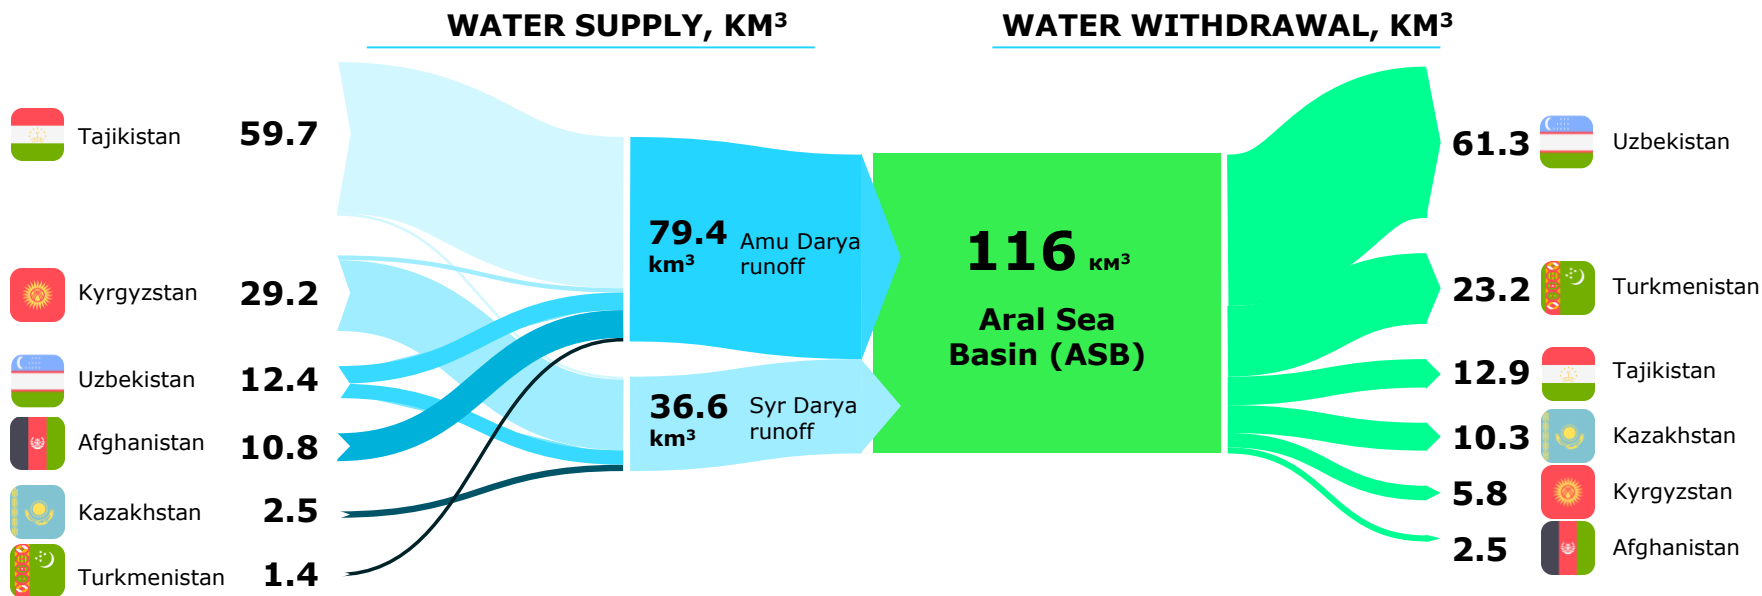 WATER SUPPLY, KM³
WATER WITHDRAWAL, KM³
Tajikistan 59.7
Kyrgyzstan 29.2
Uzbekistan 12.4
Afghanistan 10.8
Kazakhstan 2.5
Turkmenistan 1.4
79.4 km³ Amu Darya
runoff
36.6 km³ Syr Darya
runoff
116 км³
Aral Sea
Basin (ASB)
61.3 Uzbekistan
23.2 Turkmenistan
12.9 Tajikistan
10.3 Kazakhstan
5.8 Kyrgyzstan
2.5 Afghanistan